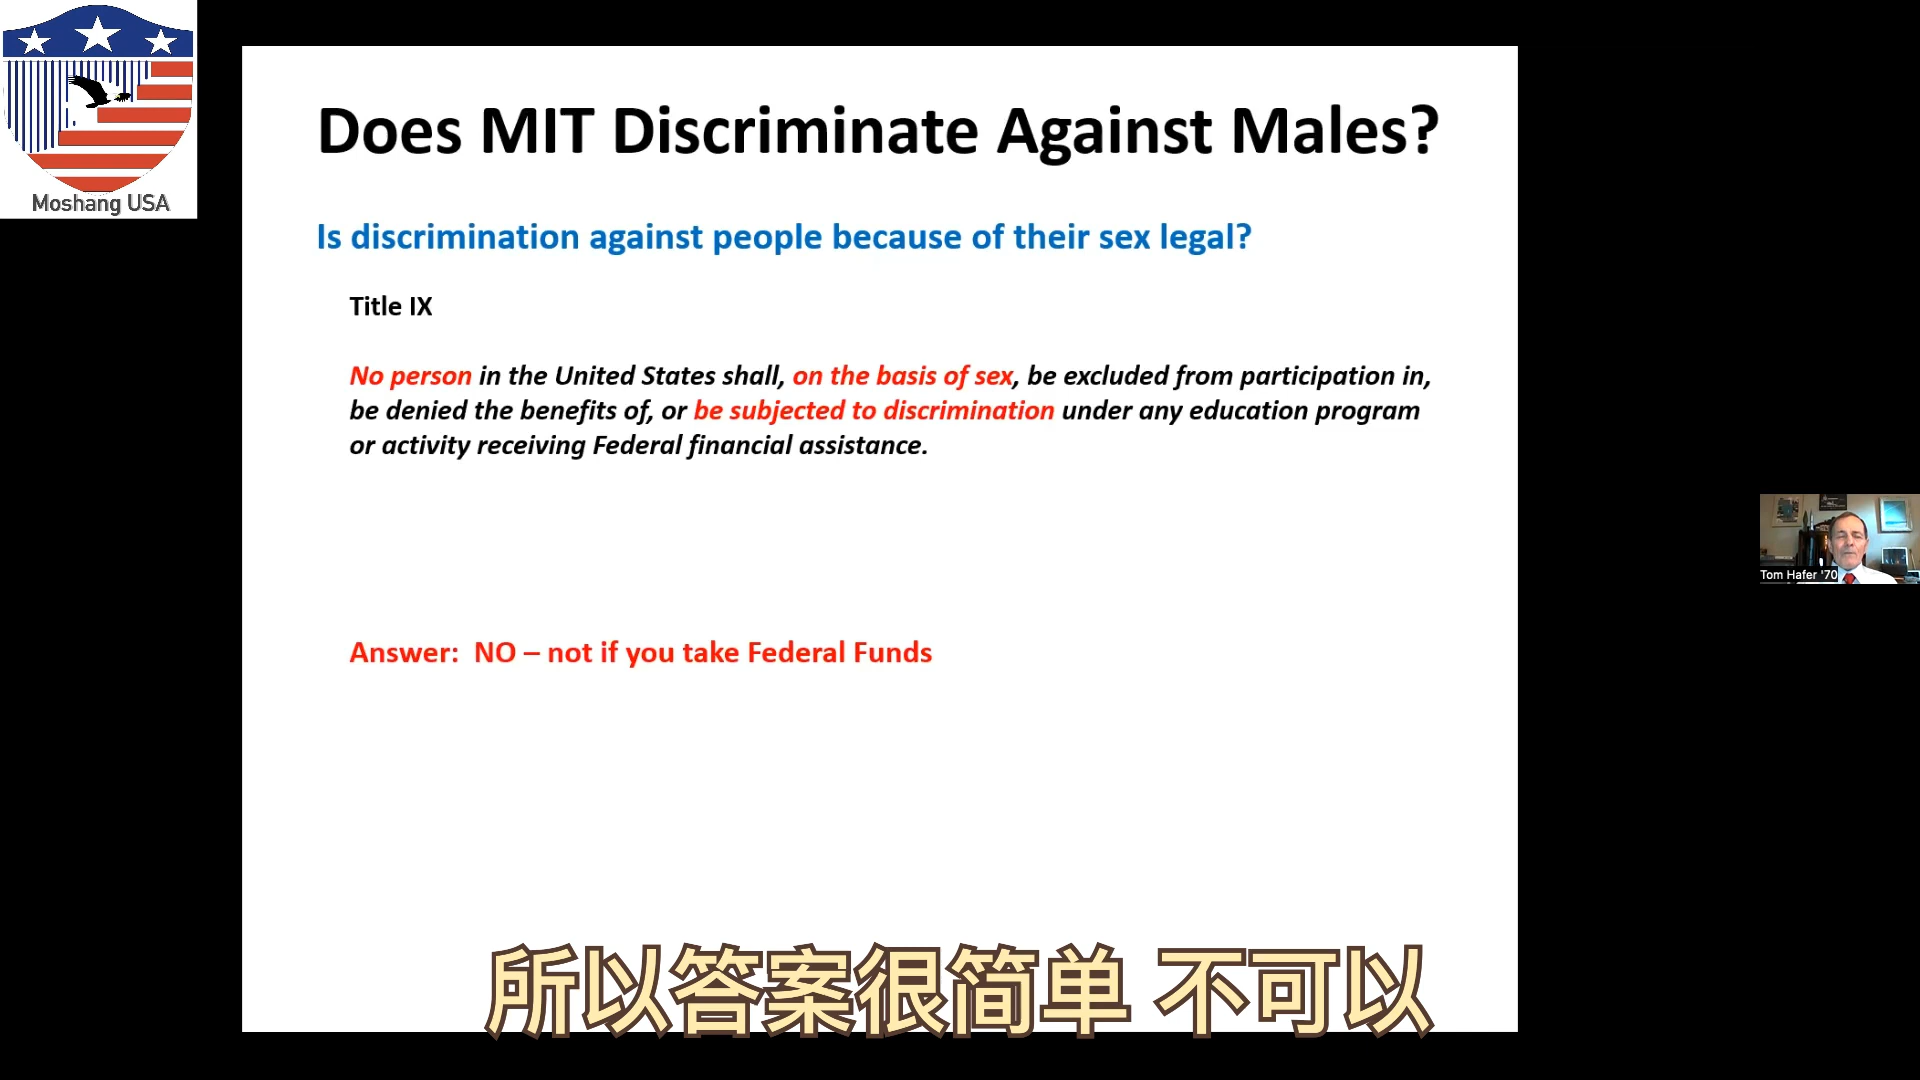 Moshang USA
Does MIT Discriminate Against Males?
Is discrimination against people because of their sex legal?
Title IX
No person in the United States shall, on the basis of sex, be excluded from participation in,
be denied the benefits of, or be subjected to discrimination under any education program
or activity receiving Federal financial assistance.
Tom Hafer '70
Answer:  NO – not if you take Federal Funds
所以答案很简单 不可以